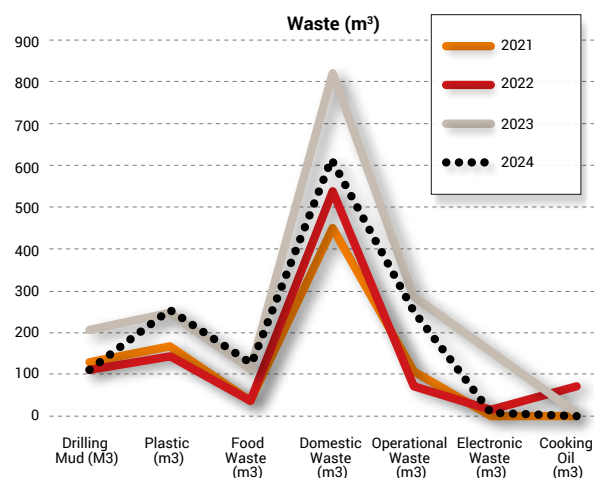 Waste (m³)
900
800
700
600
500
400
300
200
100
0
2021
2022
2023
2024
Drilling
Mud (M3)
Plastic
(m3)
Food
Waste
(m3)
Domestic
Waste
(m3)
Operational
Waste
(m3)
Electronic
Waste
(m3)
Cooking
Oil
(m3)